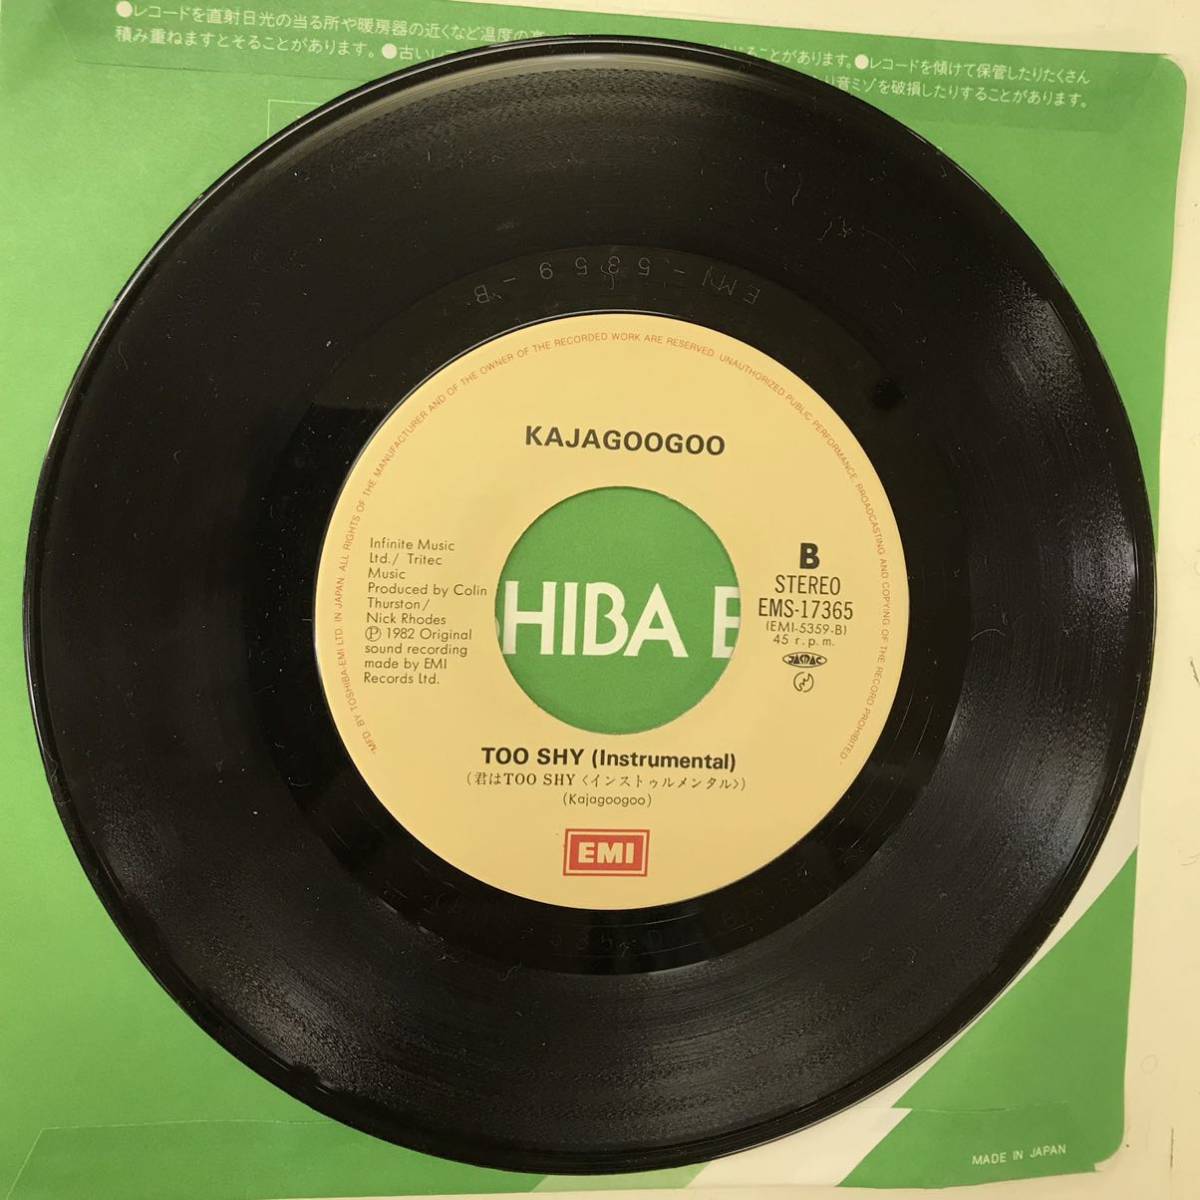 ●レコードを直射日光の当る所や暖房器の近くなど温度の高
ることがあります。●レコードを傾けて保管したりたくさん
積み重ねますとそることがあります。●古いレコ
り音ミゾを破損したりすることがあります。
EMI-5359-B
"MFD. BY TOSHIBA-EMI LTD. IN JAPAN. ALL RIGHTS OF THE MANUFACTURER AND OF THE OWNER OF THE RECORDED WORK ARE RESERVED. UNAUTHORIZED PUBLIC PERFORMANCE, BROADCASTING AND COPYING OF THE RECORD PROHIBITED."
KAJAGOOGOO
Infinite Music
Ltd./ Tritec
Music
Produced by Colin
Thurston/
Nick Rhodes
Ⓟ 1982 Original
sound recording
made by EMI
Records Ltd.
B
STEREO
EMS-17365
(EMI-5359-B)
45 r.p.m.
JASRAC
SHIBA E
TOO SHY (Instrumental)
(君はTOO SHY〈インストゥルメンタル〉)
(Kajagoogoo)
EMI
MADE IN JAPAN